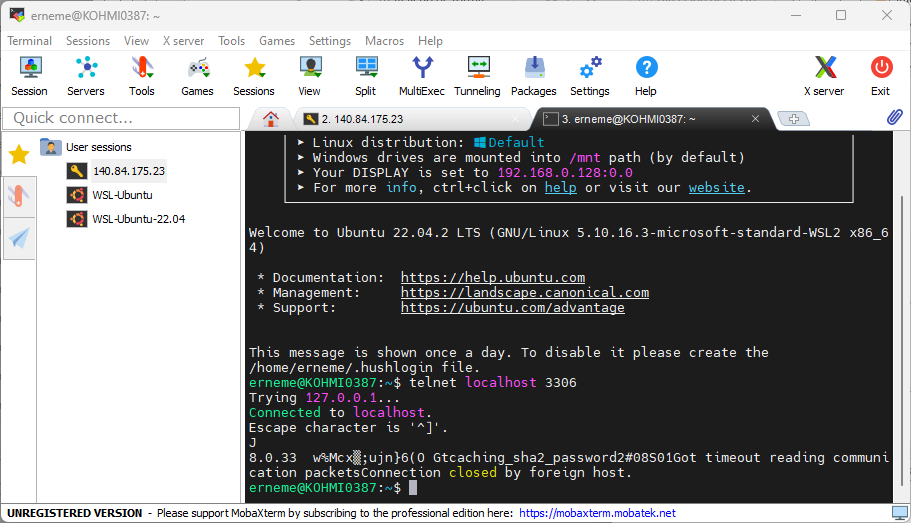 erneme@KOHMI0387: ~
Terminal Sessions View X server Tools Games Settings Macros Help
Session Servers Tools Games Sessions View Split MultiExec Tunneling Packages Settings Help X server Exit
Quick connect...
2. 140.84.175.23
3. erneme@KOHMI0387: ~
User sessions
140.84.175.23
WSL-Ubuntu
WSL-Ubuntu-22.04
▸ Linux distribution: Default
▸ Windows drives are mounted into /mnt path (by default)
▸ Your DISPLAY is set to 192.168.0.128:0.0
▸ For more info, ctrl+click on help or visit our website.
Welcome to Ubuntu 22.04.2 LTS (GNU/Linux 5.10.16.3-microsoft-standard-WSL2 x86_6
4)
* Documentation: https://help.ubuntu.com
* Management: https://landscape.canonical.com
* Support: https://ubuntu.com/advantage
This message is shown once a day. To disable it please create the
/home/erneme/.hushlogin file.
erneme@KOHMI0387:~$ telnet localhost 3306
Trying 127.0.0.1...
Connected to localhost.
Escape character is '^]'.
J
8.0.33 w%Mcx▒;ujn}6(O Gtcaching_sha2_password2#08S01Got timeout reading communi
cation packetsConnection closed by foreign host.
erneme@KOHMI0387:~$
UNREGISTERED VERSION - Please support MobaXterm by subscribing to the professional edition here: https://mobaxterm.mobatek.net